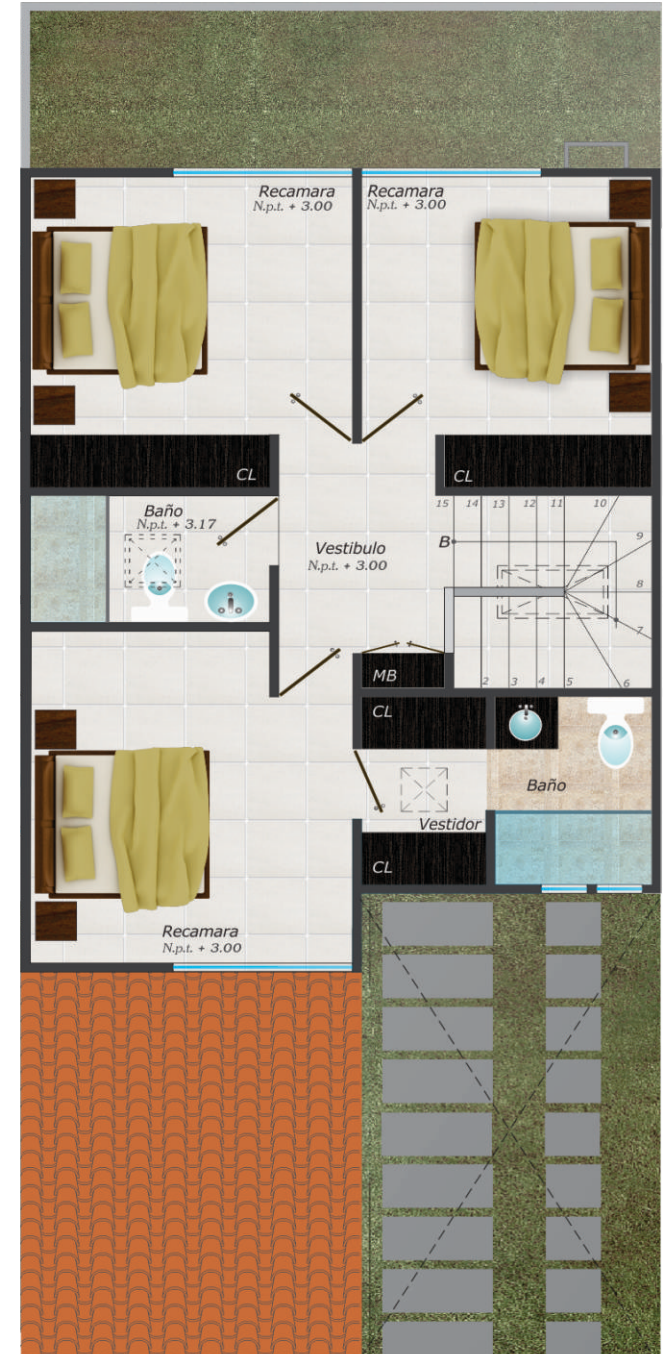 Recamara
N.p.t. + 3.00
Recamara
N.p.t. + 3.00
CL
CL
Baño
N.p.t. + 3.17
15 14 13 12 11 10
B
9
Vestibulo
N.p.t. + 3.00
8
7
MB
2 3 4 5 6
CL
Baño
Vestidor
CL
Recamara
N.p.t. + 3.00